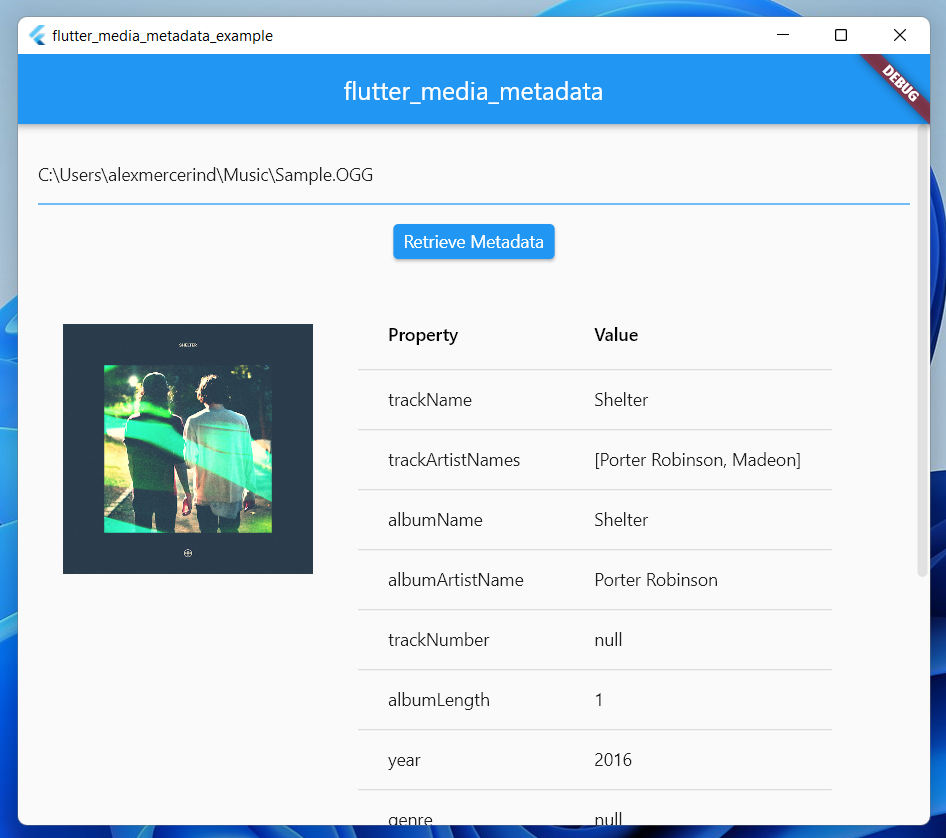 flutter_media_metadata_example
flutter_media_metadata
DEBUG
C:\Users\alexmercerind\Music\Sample.OGG
Retrieve Metadata
SHELTER
Property Value
trackName Shelter
trackArtistNames [Porter Robinson, Madeon]
albumName Shelter
albumArtistName Porter Robinson
trackNumber null
albumLength 1
year 2016
genre null